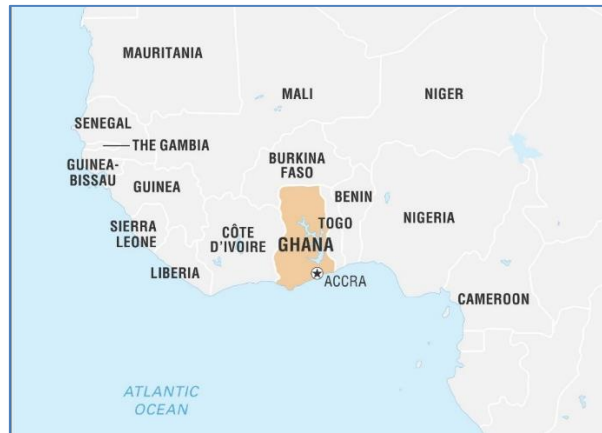 MAURITANIA
MALI
NIGER
SENEGAL
THE GAMBIA
GUINEA-
BISSAU
GUINEA
BURKINA
FASO
BENIN
NIGERIA
SIERRA
LEONE
CÔTE
D'IVOIRE
TOGO
GHANA
LIBERIA
ACCRA
CAMEROON
ATLANTIC
OCEAN